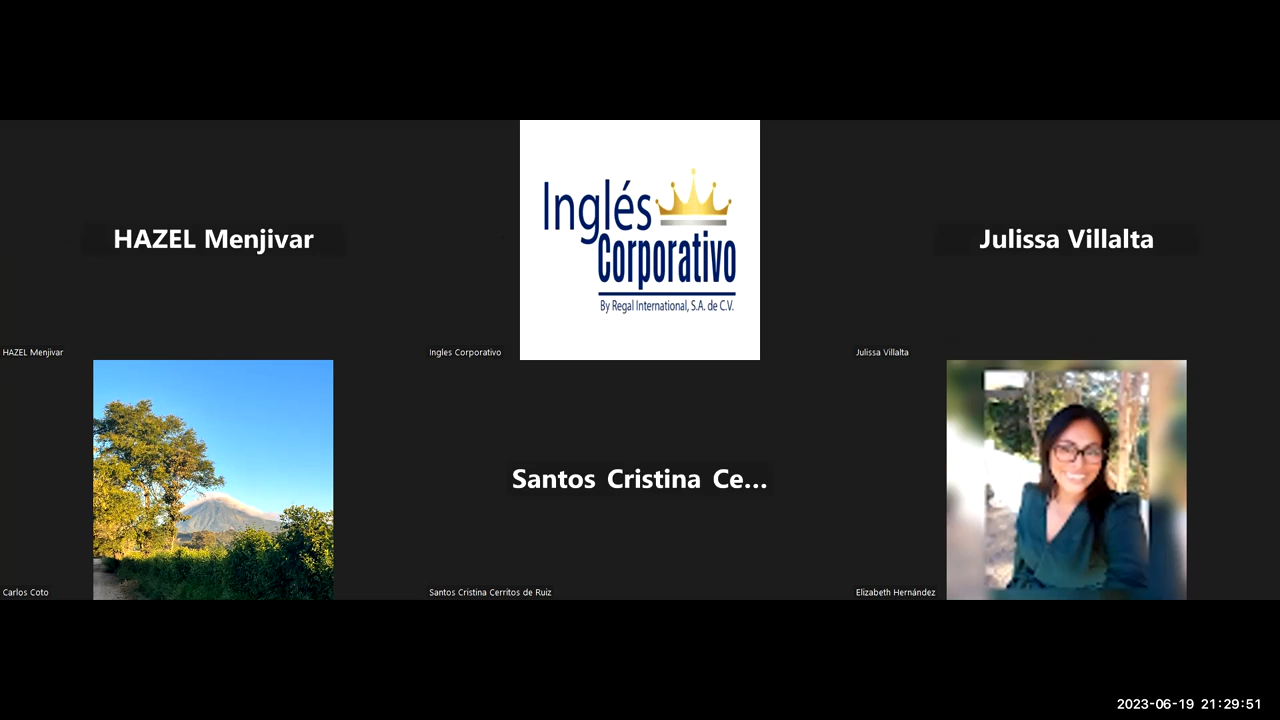 HAZEL Menjivar
Inglés
Corporativo
By Regal International, S.A. de C.V.
Julissa Villalta
HAZEL Menjivar
Ingles Corporativo
Julissa Villalta
Santos Cristina Ce...
Carlos Coto
Santos Cristina Cerritos de Ruiz
Elizabeth Hernández
2023-06-19 21:29:51